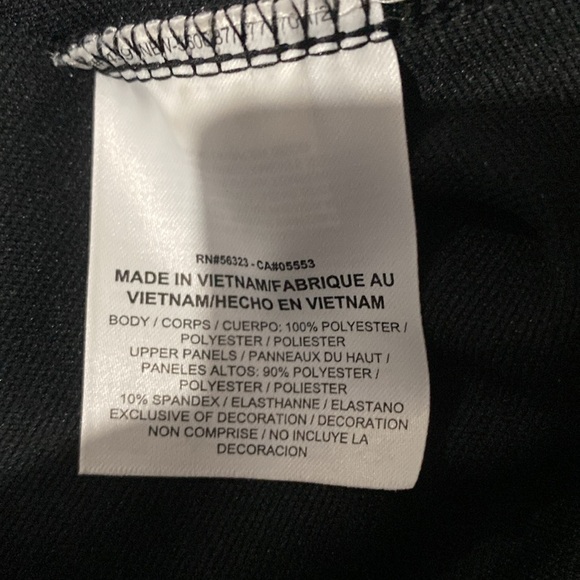 RN#56323 - CA#05553
MADE IN VIETNAM/FABRIQUE AU
VIETNAM/HECHO EN VIETNAM
BODY / CORPS / CUERPO: 100% POLYESTER /
POLYESTER / POLIESTER
UPPER PANELS / PANNEAUX DU HAUT /
PANELES ALTOS: 90% POLYESTER /
POLYESTER / POLIESTER
10% SPANDEX / ELASTHANNE / ELASTANO
EXCLUSIVE OF DECORATION / DECORATION
NON COMPRISE / NO INCLUYE LA
DECORACION